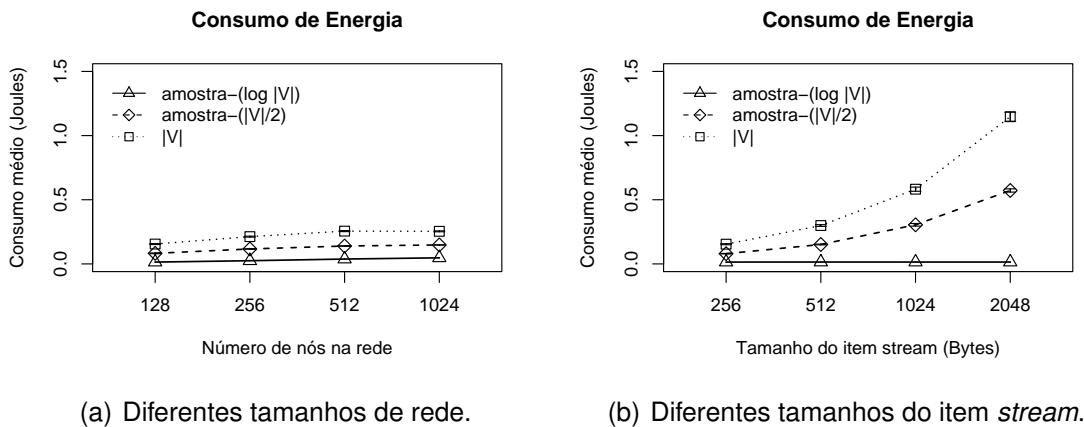 Consumo de Energia
Consumo médio (Joules)
1.5
1.0
0.5
0.0
amostra−(log |V|)
amostra−(|V|/2)
|V|
128 256 512 1024
Número de nós na rede
(a) Diferentes tamanhos de rede.
Consumo de Energia
Consumo médio (Joules)
1.5
1.0
0.5
0.0
amostra−(log |V|)
amostra−(|V|/2)
|V|
256 512 1024 2048
Tamanho do item stream (Bytes)
(b) Diferentes tamanhos do item stream.